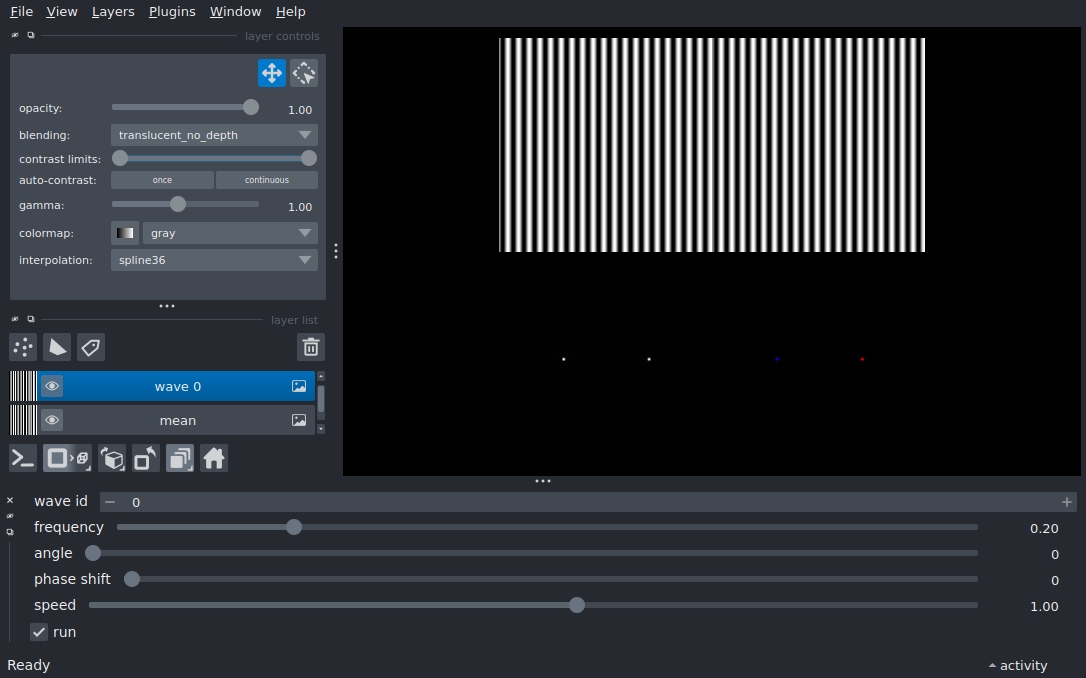 File View Layers Plugins Window Help
layer controls
opacity: 1.00
blending: translucent_no_depth
contrast limits:
auto-contrast: once continuous
gamma: 1.00
colormap: gray
interpolation: spline36
layer list
wave 0
mean
wave id 0
frequency 0.20
angle 0
phase shift 0
speed 1.00
run
Ready activity